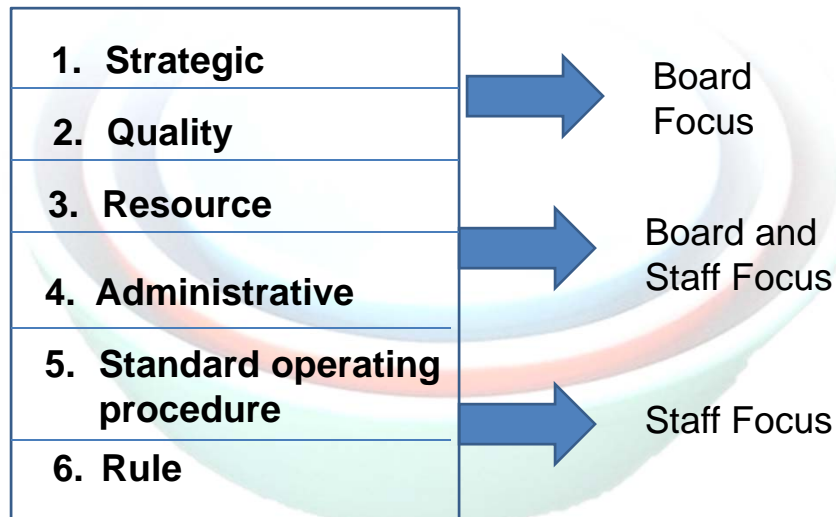 1. Strategic
2. Quality
3. Resource
4. Administrative
5. Standard operating
procedure
6. Rule
Board
Focus
Board and
Staff Focus
Staff Focus